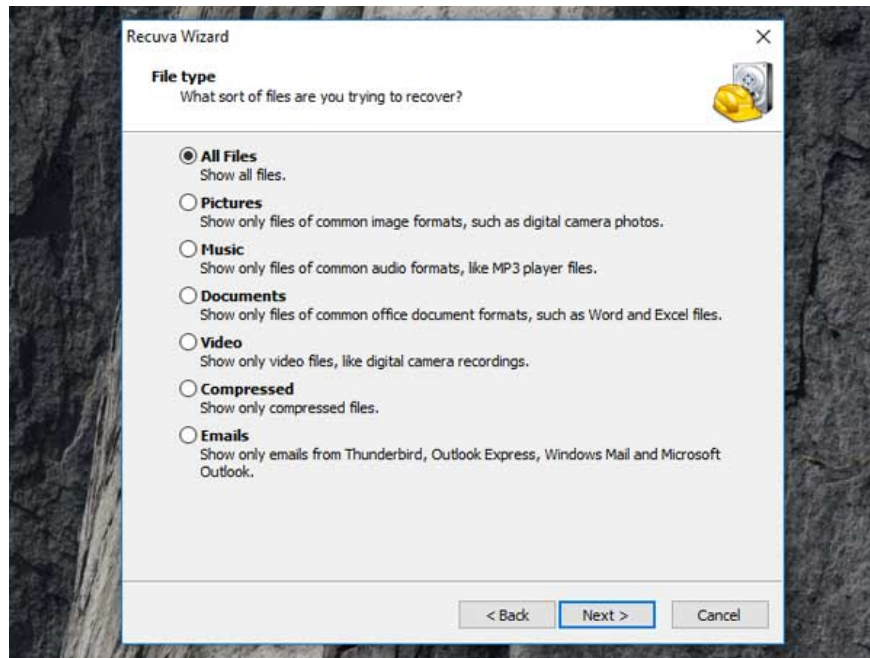 Recuva Wizard
File type
What sort of files are you trying to recover?
All Files
Show all files.
Pictures
Show only files of common image formats, such as digital camera photos.
Music
Show only files of common audio formats, like MP3 player files.
Documents
Show only files of common office document formats, such as Word and Excel files.
Video
Show only video files, like digital camera recordings.
Compressed
Show only compressed files.
Emails
Show only emails from Thunderbird, Outlook Express, Windows Mail and Microsoft
Outlook.
< Back Next > Cancel